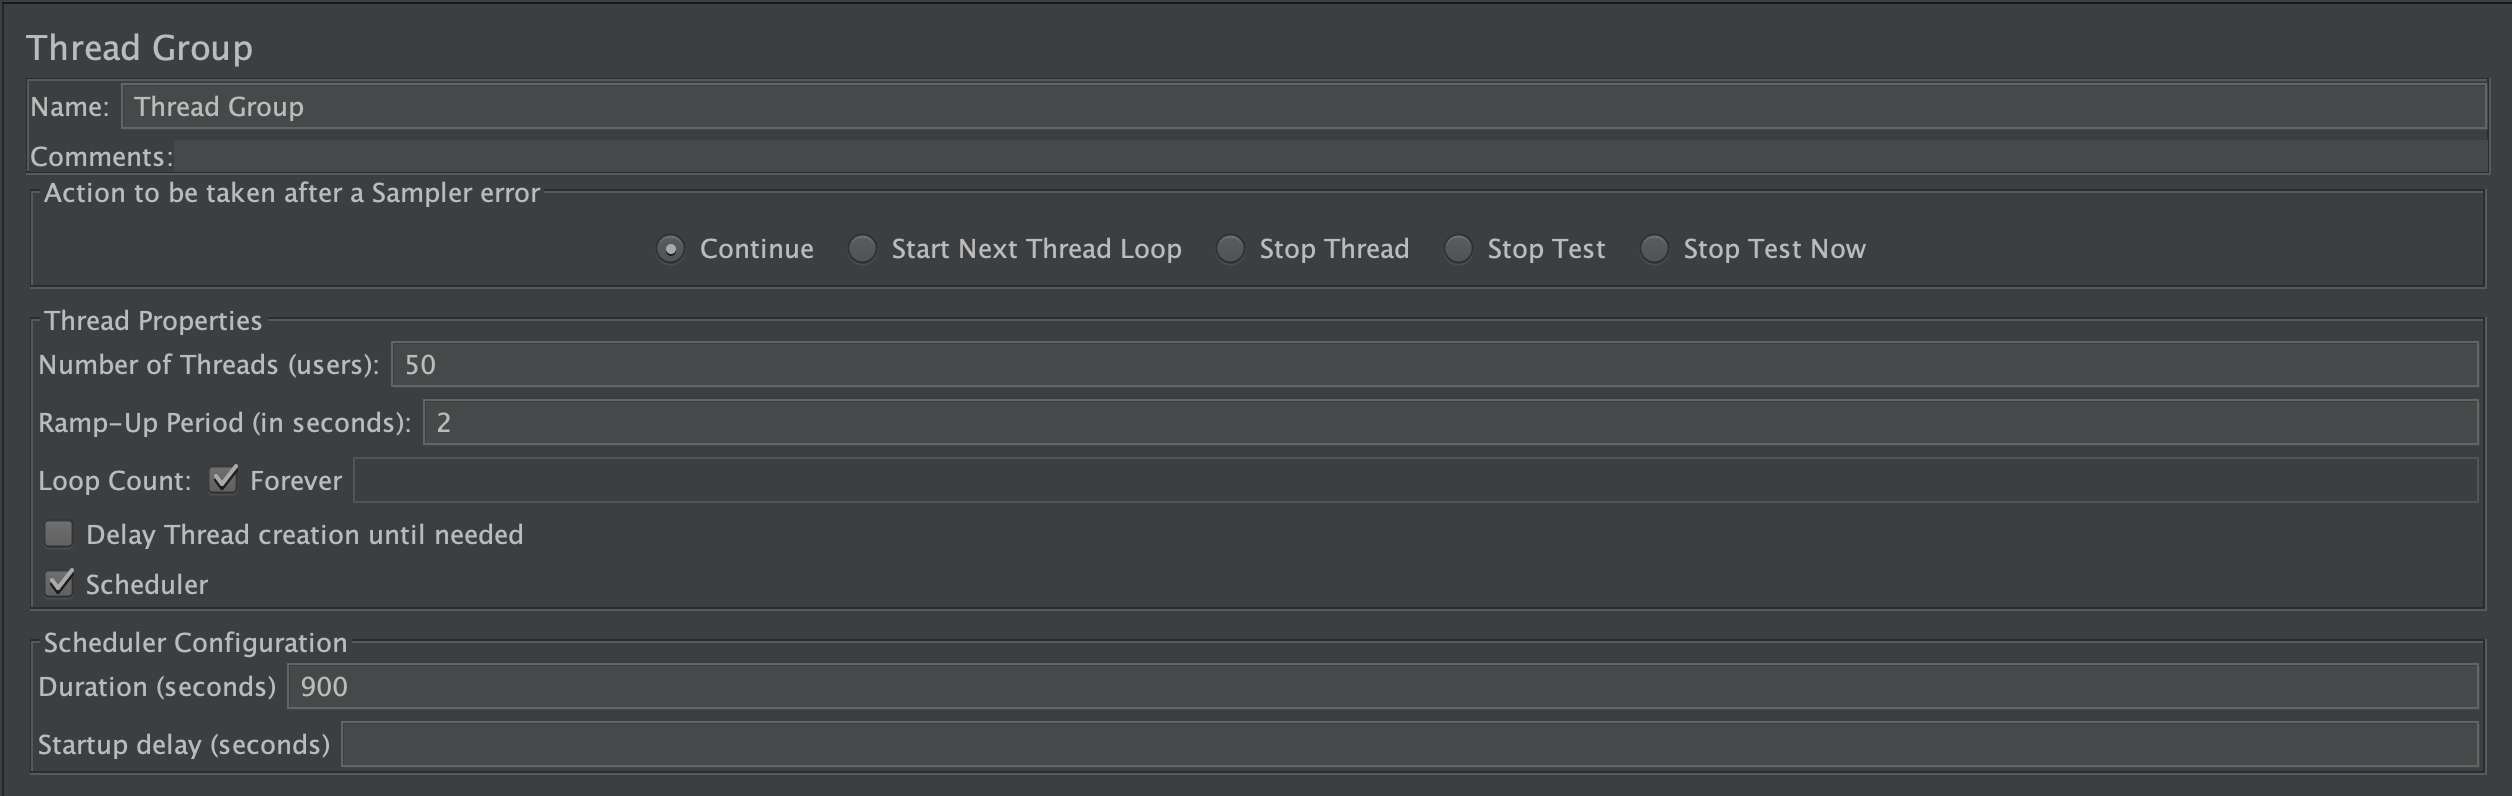 Thread Group
Name: Thread Group
Comments:
Action to be taken after a Sampler error
Continue Start Next Thread Loop Stop Thread Stop Test Stop Test Now
Thread Properties
Number of Threads (users): 50
Ramp-Up Period (in seconds): 2
Loop Count: Forever
Delay Thread creation until needed
Scheduler
Scheduler Configuration
Duration (seconds) 900
Startup delay (seconds)